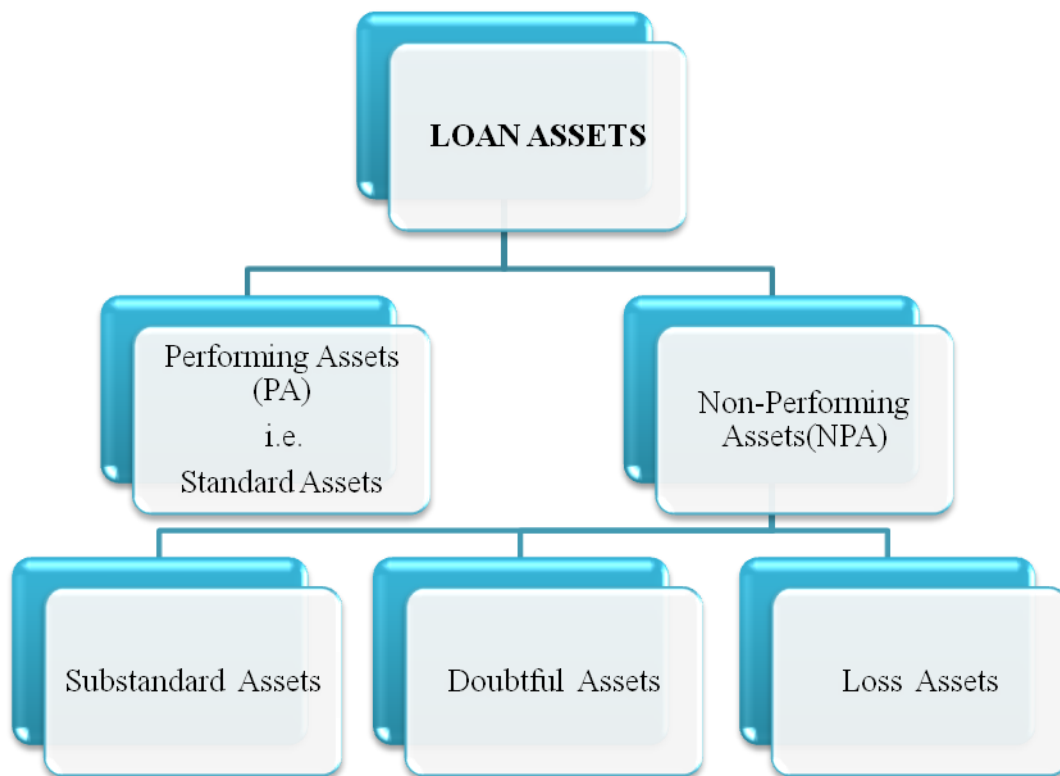 LOAN ASSETS
Performing Assets
(PA)
i.e.
Standard Assets
Non-Performing
Assets(NPA)
Substandard Assets
Doubtful Assets
Loss Assets